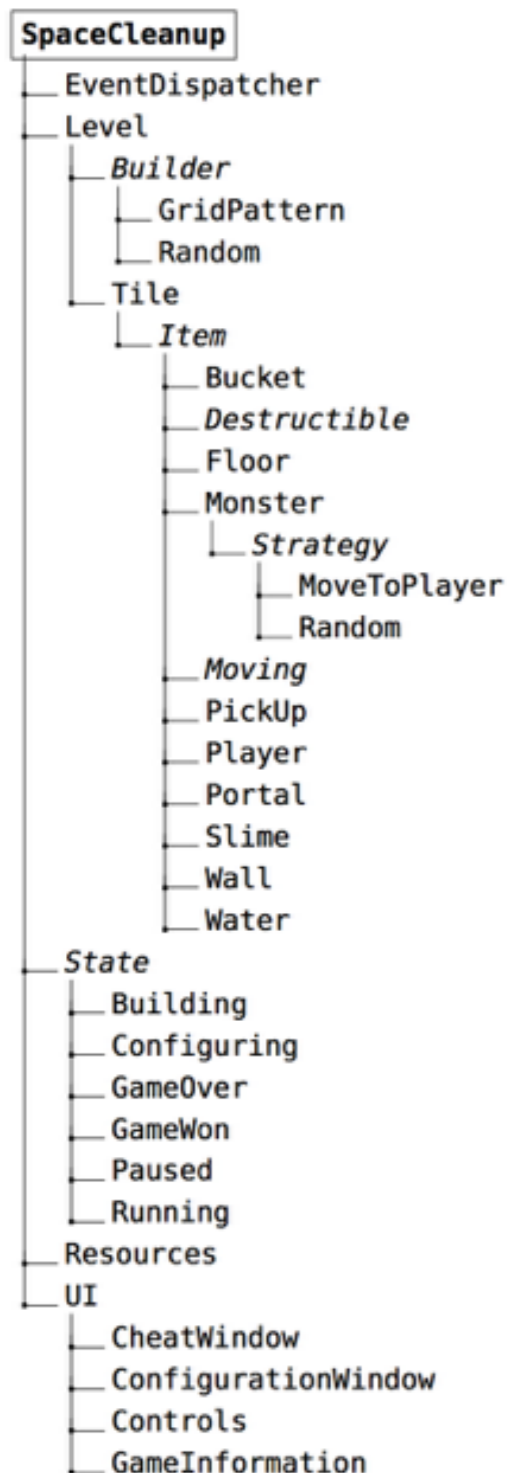 SpaceCleanup
EventDispatcher
Level
Builder
GridPattern
Random
Tile
Item
Bucket
Destructible
Floor
Monster
Strategy
MoveToPlayer
Random
Moving
PickUp
Player
Portal
Slime
Wall
Water
State
Building
Configuring
GameOver
GameWon
Paused
Running
Resources
UI
CheatWindow
ConfigurationWindow
Controls
GameInformation